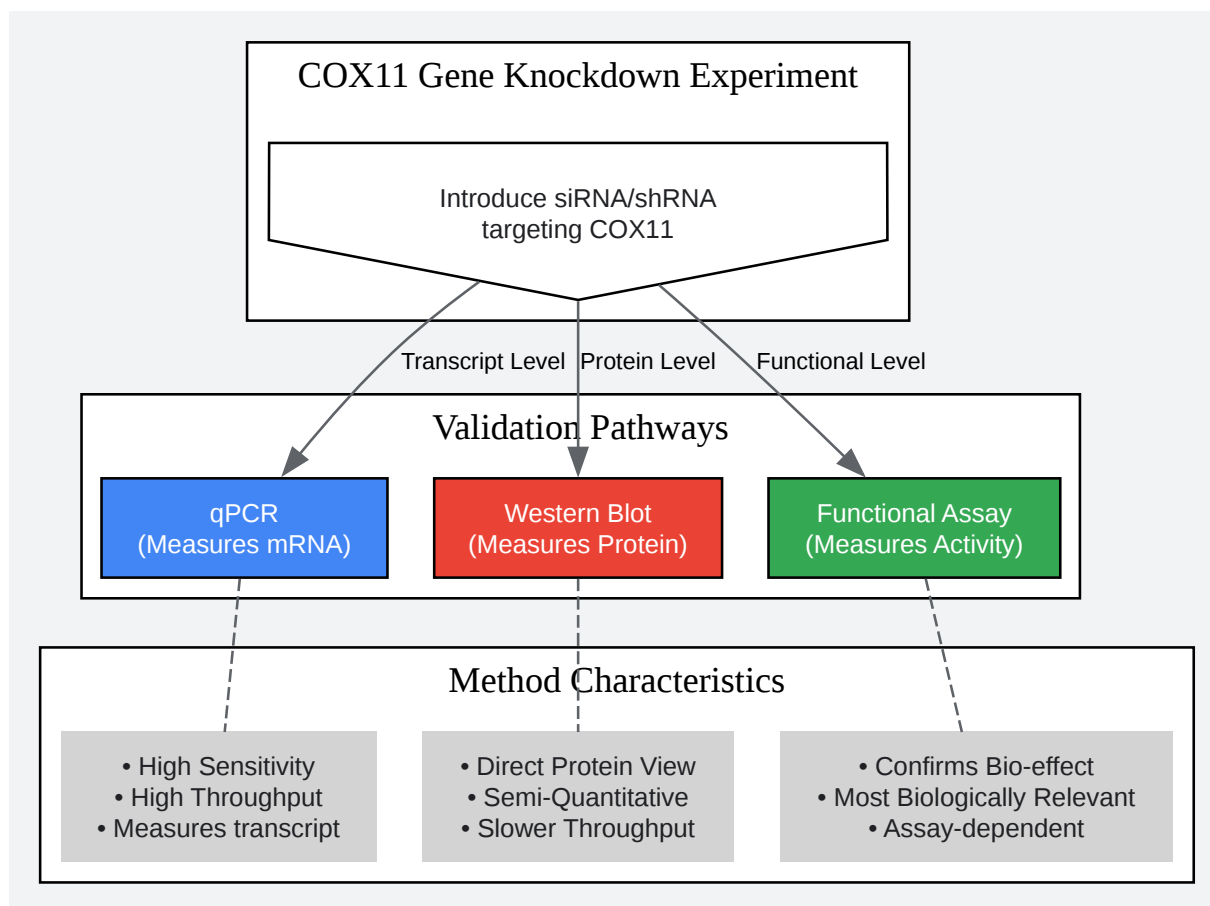 COX11 Gene Knockdown Experiment
Introduce siRNA/shRNA
targeting COX11
Transcript Level
Protein Level
Functional Level
Validation Pathways
qPCR
(Measures mRNA)
Western Blot
(Measures Protein)
Functional Assay
(Measures Activity)
Method Characteristics
• High Sensitivity
• High Throughput
• Measures transcript
• Direct Protein View
• Semi-Quantitative
• Slower Throughput
• Confirms Bio-effect
• Most Biologically Relevant
• Assay-dependent